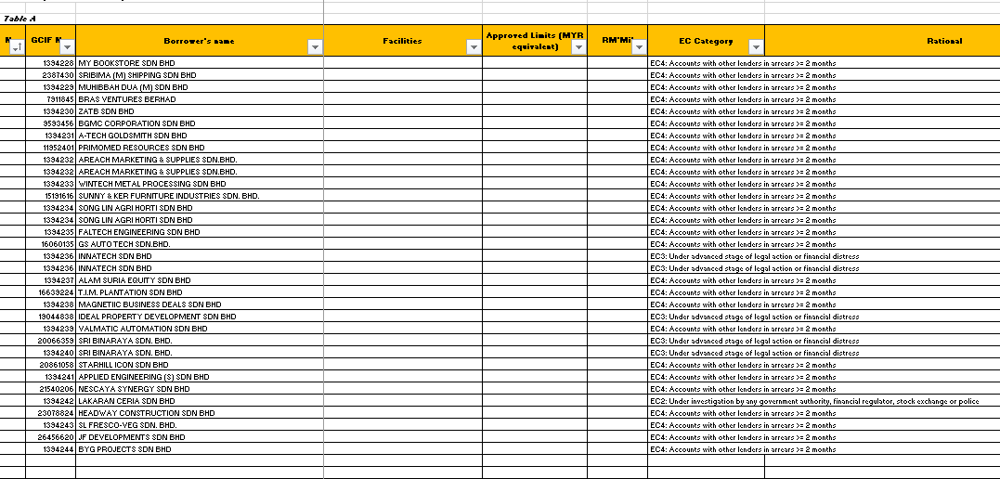 Table A
GCIF N Borrower's name Facilities Approved Limits (MYR equivalent) RM'Mil' EC Category Rational
1394228 MY BOOKSTORE SDN BHD EC4: Accounts with other lenders in arrears >= 2 months
2387430 SRIBIMA (M) SHIPPING SDN BHD EC4: Accounts with other lenders in arrears >= 2 months
1394229 MUHIBBAH DUA (M) SDN BHD EC4: Accounts with other lenders in arrears >= 2 months
7911845 BRAS VENTURES BERHAD EC4: Accounts with other lenders in arrears >= 2 months
1394230 ZATB SDN BHD EC4: Accounts with other lenders in arrears >= 2 months
9593456 BGMC CORPORATION SDN BHD EC4: Accounts with other lenders in arrears >= 2 months
1394231 A-TECH GOLDSMITH SDN BHD EC4: Accounts with other lenders in arrears >= 2 months
11952401 PRIMOMED RESOURCES SDN BHD EC4: Accounts with other lenders in arrears >= 2 months
1394232 AREACH MARKETING & SUPPLIES SDN.BHD. EC4: Accounts with other lenders in arrears >= 2 months
1394232 AREACH MARKETING & SUPPLIES SDN.BHD. EC4: Accounts with other lenders in arrears >= 2 months
1394233 WINTECH METAL PROCESSING SDN BHD EC4: Accounts with other lenders in arrears >= 2 months
15191616 SUNNY & KER FURNITURE INDUSTRIES SDN. BHD. EC4: Accounts with other lenders in arrears >= 2 months
1394234 SONG LIN AGRI HORTI SDN BHD EC4: Accounts with other lenders in arrears >= 2 months
1394234 SONG LIN AGRI HORTI SDN BHD EC4: Accounts with other lenders in arrears >= 2 months
1394235 FALTECH ENGINEERING SDN BHD EC4: Accounts with other lenders in arrears >= 2 months
16060135 GS AUTO TECH SDN.BHD. EC4: Accounts with other lenders in arrears >= 2 months
1394236 INNATECH SDN BHD EC3: Under advanced stage of legal action or financial distress
1394236 INNATECH SDN BHD EC3: Under advanced stage of legal action or financial distress
1394237 ALAM SURIA EQUITY SDN BHD EC4: Accounts with other lenders in arrears >= 2 months
16639224 T.I.M. PLANTATION SDN BHD EC4: Accounts with other lenders in arrears >= 2 months
1394238 MAGNETIIC BUSINESS DEALS SDN BHD EC4: Accounts with other lenders in arrears >= 2 months
19044838 IDEAL PROPERTY DEVELOPMENT SDN BHD EC3: Under advanced stage of legal action or financial distress
1394239 VALMATIC AUTOMATION SDN BHD EC4: Accounts with other lenders in arrears >= 2 months
20066359 SRI BINARAYA SDN. BHD. EC3: Under advanced stage of legal action or financial distress
1394240 SRI BINARAYA SDN. BHD. EC3: Under advanced stage of legal action or financial distress
20861058 STARHILL ICON SDN BHD EC4: Accounts with other lenders in arrears >= 2 months
1394241 APPLIED ENGINEERING (S) SDN BHD EC4: Accounts with other lenders in arrears >= 2 months
21540206 NESCAYA SYNERGY SDN BHD EC4: Accounts with other lenders in arrears >= 2 months
1394242 LAKARAN CERIA SDN BHD EC2: Under investigation by any government authority, financial regulator, stock exchange or police
23078824 HEADWAY CONSTRUCTION SDN BHD EC4: Accounts with other lenders in arrears >= 2 months
1394243 SL FRESCO-VEG SDN. BHD. EC4: Accounts with other lenders in arrears >= 2 months
26456620 JF DEVELOPMENTS SDN BHD EC4: Accounts with other lenders in arrears >= 2 months
1394244 BYG PROJECTS SDN BHD EC4: Accounts with other lenders in arrears >= 2 months